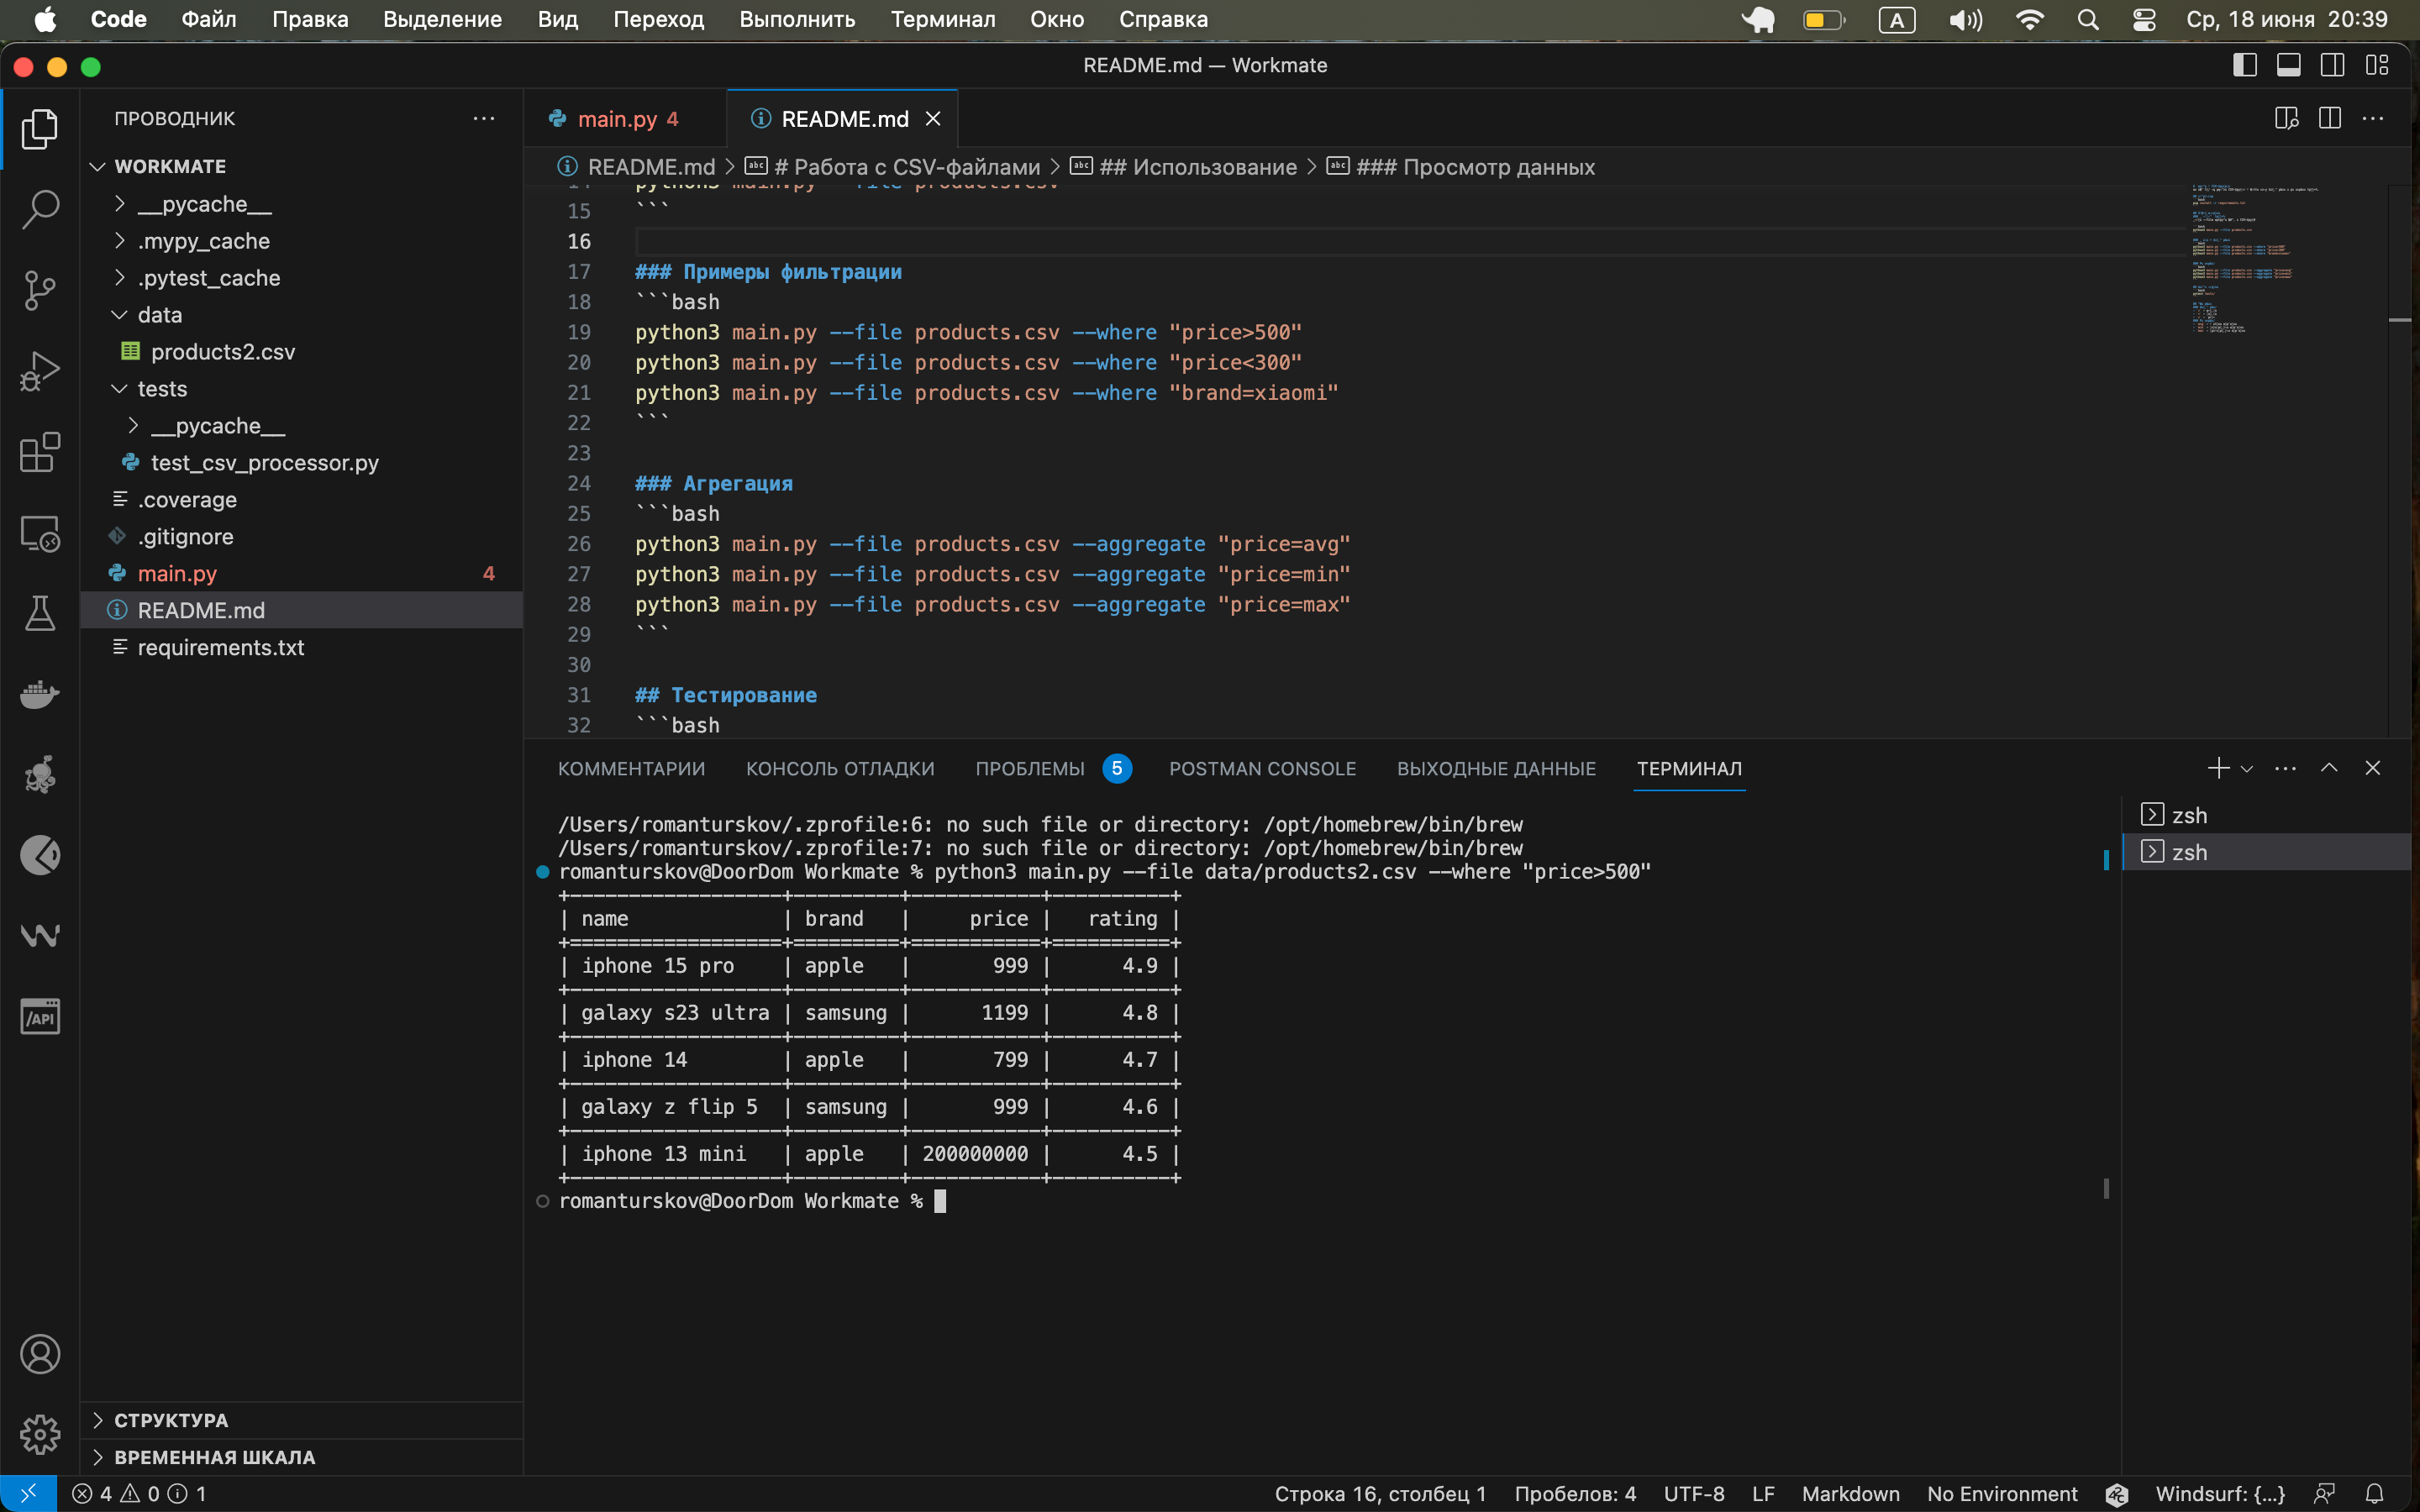 Code Файл Правка Выделение Вид Переход Выполнить Терминал Окно Справка A Ср, 18 июня 20:39
README.md — Workmate
ПРОВОДНИК
WORKMATE
__pycache__
.mypy_cache
.pytest_cache
data
products2.csv
tests
__pycache__
test_csv_processor.py
.coverage
.gitignore
main.py 4
README.md
requirements.txt
СТРУКТУРА
ВРЕМЕННАЯ ШКАЛА
/API
main.py 4 README.md
README.md > # Работа с CSV-файлами > ## Использование > ### Просмотр данных
14 python3 main.py --file products.csv
15 ```
16
17 ### Примеры фильтрации
18 ```bash
19 python3 main.py --file products.csv --where "price>500"
20 python3 main.py --file products.csv --where "price<300"
21 python3 main.py --file products.csv --where "brand=xiaomi"
22 ```
23
24 ### Агрегация
25 ```bash
26 python3 main.py --file products.csv --aggregate "price=avg"
27 python3 main.py --file products.csv --aggregate "price=min"
28 python3 main.py --file products.csv --aggregate "price=max"
29 ```
30
31 ## Тестирование
32 ```bash
КОММЕНТАРИИ КОНСОЛЬ ОТЛАДКИ ПРОБЛЕМЫ 5 POSTMAN CONSOLE ВЫХОДНЫЕ ДАННЫЕ ТЕРМИНАЛ
/Users/romanturskov/.zprofile:6: no such file or directory: /opt/homebrew/bin/brew
/Users/romanturskov/.zprofile:7: no such file or directory: /opt/homebrew/bin/brew
romanturskov@DoorDom Workmate % python3 main.py --file data/products2.csv --where "price>500"
+------------------+---------+-----------+----------+
| name             | brand   |     price |   rating |
+==================+=========+===========+==========+
| iphone 15 pro    | apple   |       999 |      4.9 |
+------------------+---------+-----------+----------+
| galaxy s23 ultra | samsung |      1199 |      4.8 |
+------------------+---------+-----------+----------+
| iphone 14        | apple   |       799 |      4.7 |
+------------------+---------+-----------+----------+
| galaxy z flip 5  | samsung |       999 |      4.6 |
+------------------+---------+-----------+----------+
| iphone 13 mini   | apple   | 200000000 |      4.5 |
+------------------+---------+-----------+----------+
romanturskov@DoorDom Workmate %
zsh
zsh
4 0 1 Строка 16, столбец 1 Пробелов: 4 UTF-8 LF Markdown No Environment Windsurf: {...}